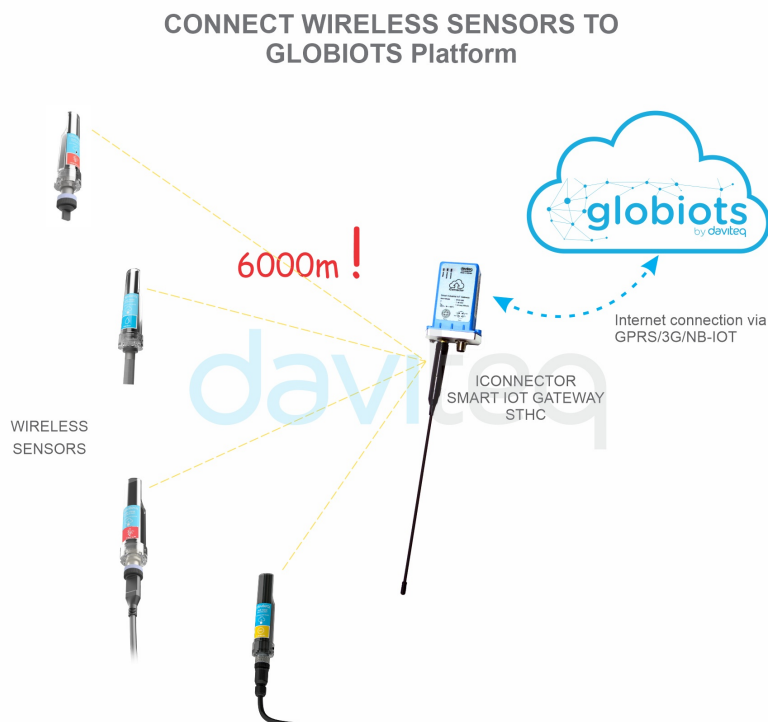 CONNECT WIRELESS SENSORS TO
GLOBIOTS Platform
globiots
by daviteq
6000m !
Internet connection via
GPRS/3G/NB-IOT
daviteq
ICONNECTOR
SMART IOT GATEWAY
STHC
WIRELESS
SENSORS